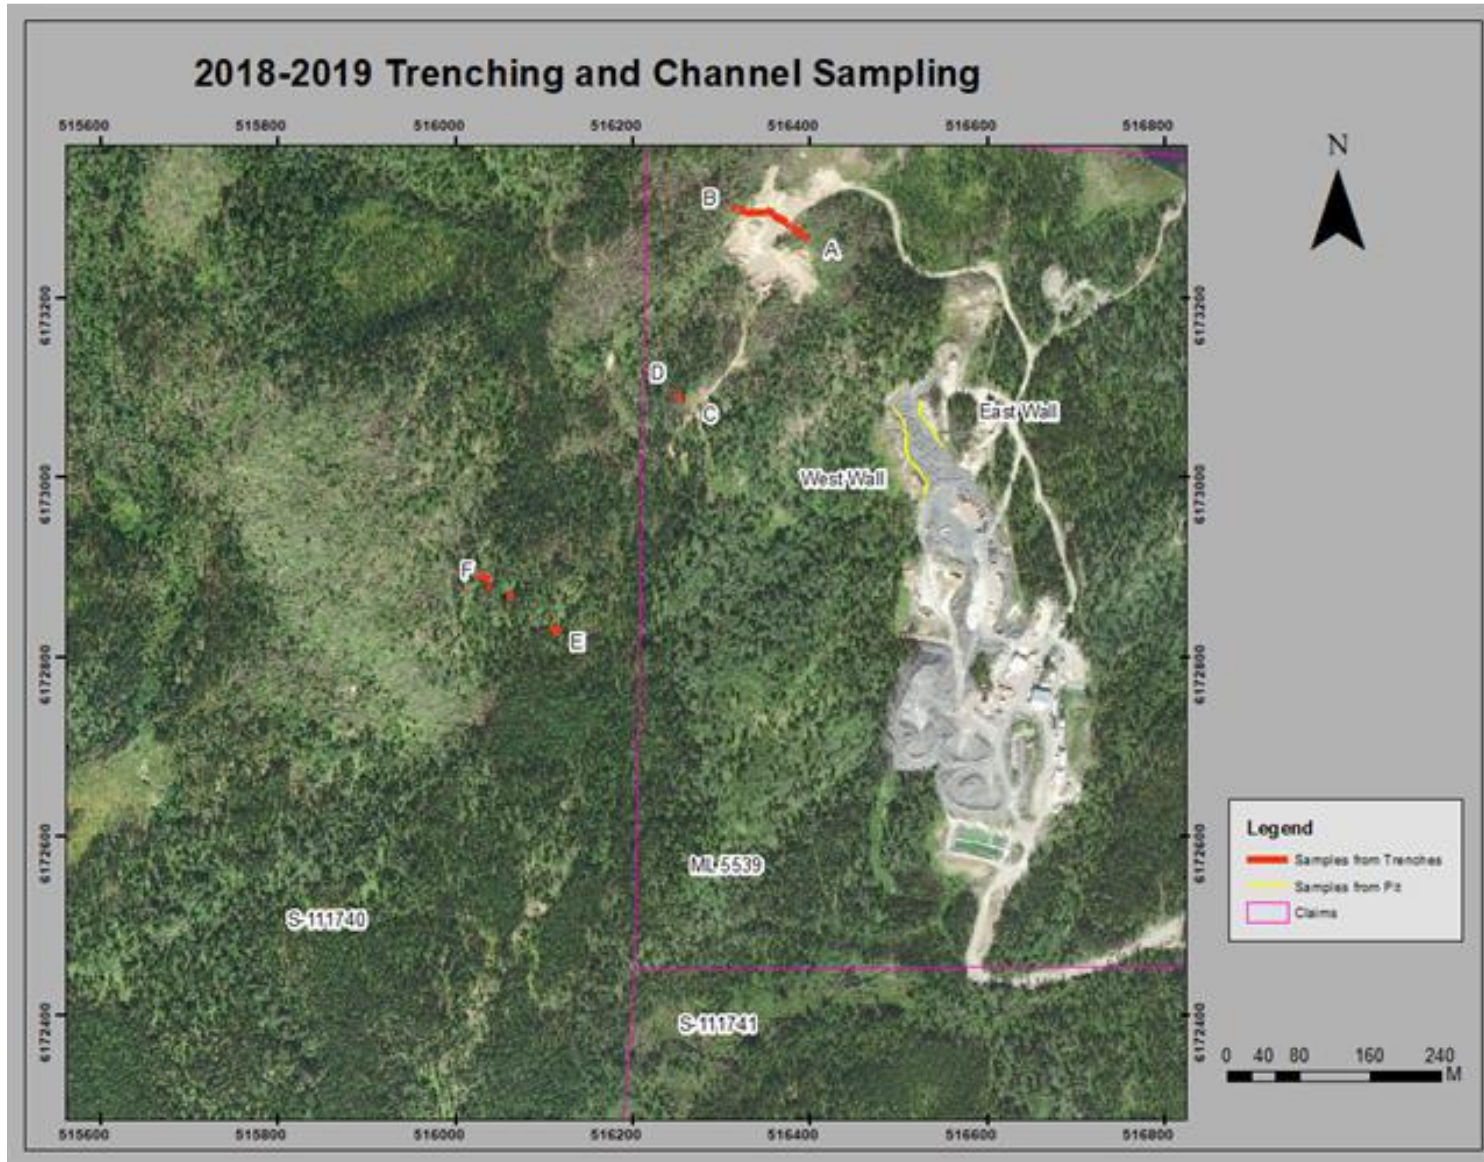 2018-2019 Trenching and Channel Sampling
515600 515800 516000 516200 516400 516600 516800
N
B
A
6173200 6173200
D
C
East Wall
West Wall
6173000 6173000
F
E
6172800 6172800
6172600 6172600
ML 5539
S-111740
Legend
Samples from Trenches
Samples from Pit
Claims
S-111741
6172400 6172400
0 40 80 160 240
M
515600 515800 516000 516200 516400 516600 516800